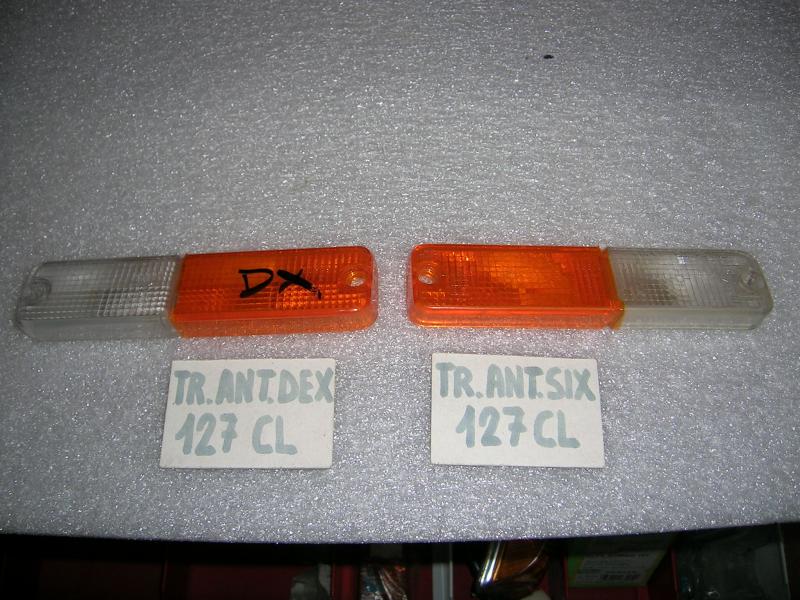 DX
TR.ANT.DEX
127 CL
TR.ANT.SIX
127 CL